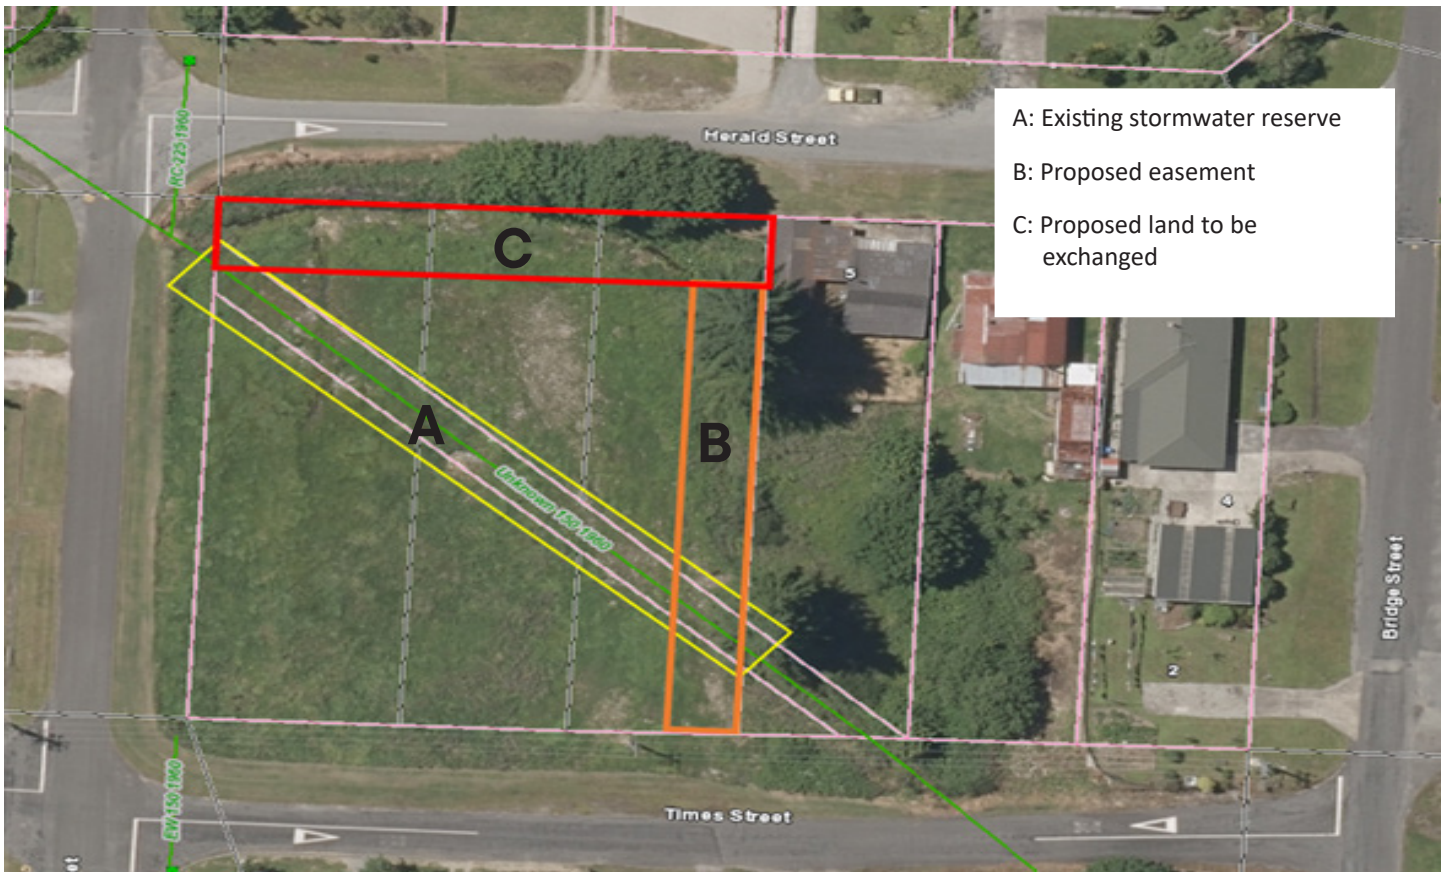 A: Existing stormwater reserve
B: Proposed easement
C: Proposed land to be
exchanged
RC 225 1960
Herald Street
C
5
A
B
Unknown 150 1960
4
2
Bridge Street
EW 150 1960
Times Street
et